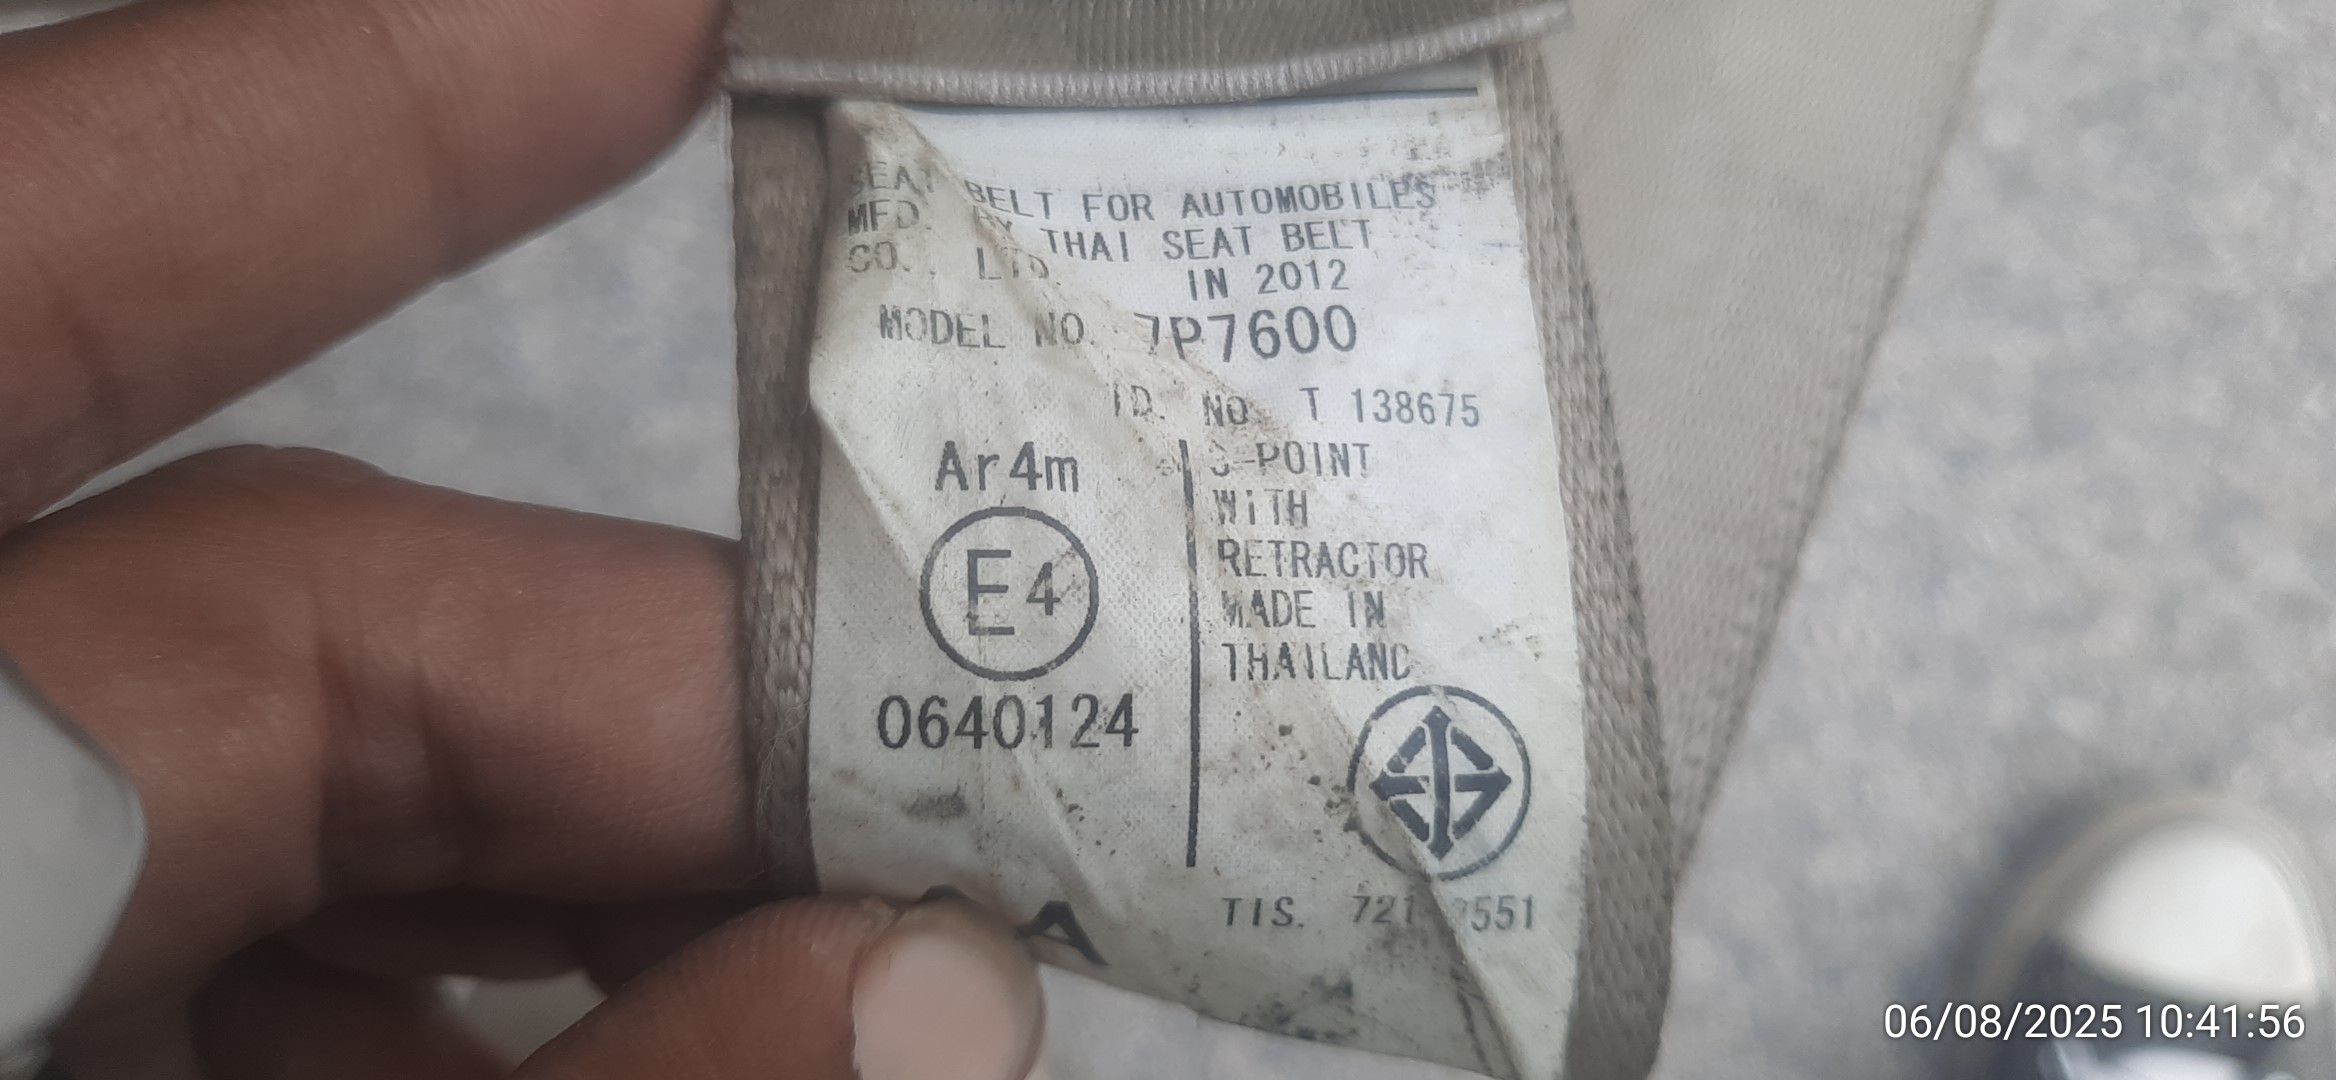 SEAT BELT FOR AUTOMOBILES
MFD. BY THAI SEAT BELT
CO., LTD. IN 2012
MODEL NO. 7P7600
ID. NO. T 138675
Ar4m
E4
0640124
3-POINT
WITH
RETRACTOR
MADE IN
THAILAND
TIS. 721-2551
06/08/2025 10:41:56